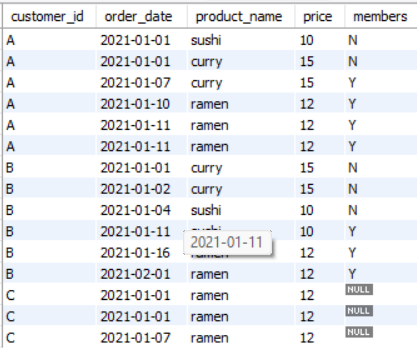 customer_id order_date product_name price members
A 2021-01-01 sushi 10 N
A 2021-01-01 curry 15 N
A 2021-01-07 curry 15 Y
A 2021-01-10 ramen 12 Y
A 2021-01-11 ramen 12 Y
A 2021-01-11 ramen 12 Y
B 2021-01-01 curry 15 N
B 2021-01-02 curry 15 N
B 2021-01-04 sushi 10 N
B 2021-01-11 10 Y
2021-01-11
B 2021-01-16 12 Y
B 2021-02-01 ramen 12 Y
C 2021-01-01 ramen 12 NULL
C 2021-01-01 ramen 12 NULL
C 2021-01-07 ramen 12 NULL